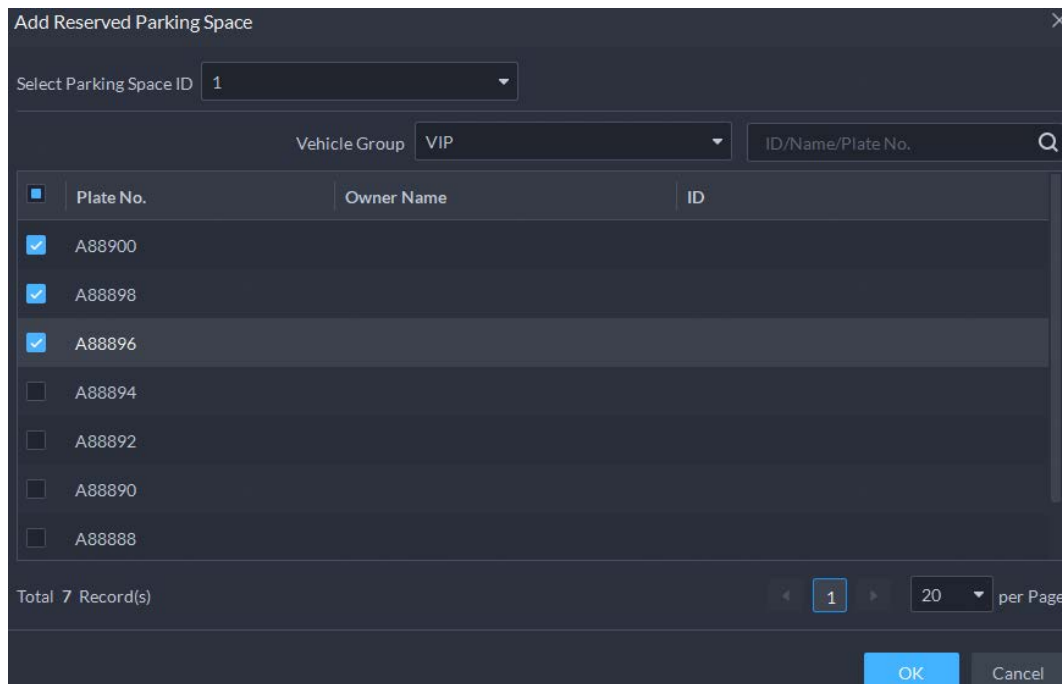 Add Reserved Parking Space
Select Parking Space ID 1
Vehicle Group VIP ID/Name/Plate No.
Plate No. Owner Name ID
A88900
A88898
A88896
A88894
A88892
A88890
A88888
Total 7 Record(s) 1 20 per Page
OK Cancel